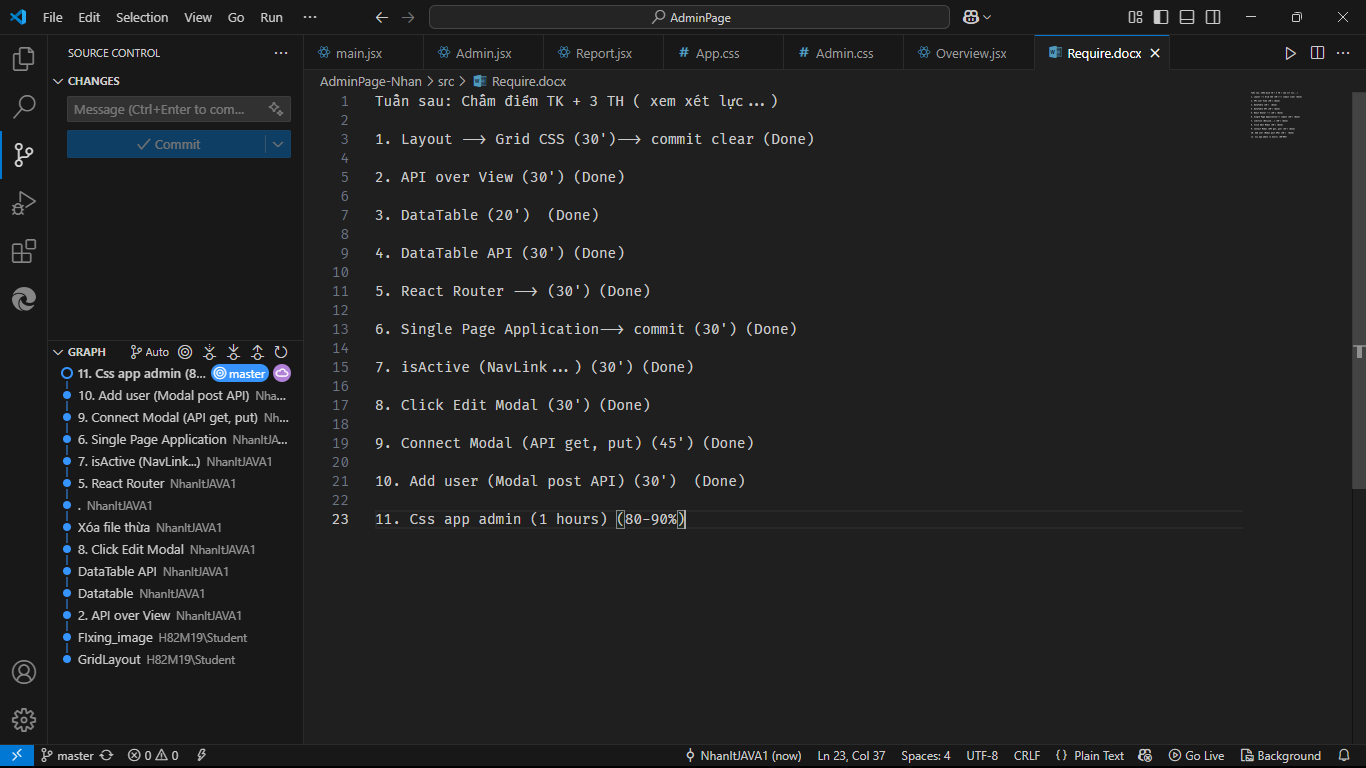 File Edit Selection View Go Run ··· AdminPage
SOURCE CONTROL ···
main.jsx Admin.jsx Report.jsx # App.css # Admin.css Overview.jsx Require.docx
CHANGES
AdminPage-Nhan > src > Require.docx
Message (Ctrl+Enter to com...
Commit
1 Tuần sau: Chấm điểm TK + 3 TH ( xem xét lực...)
2
3 1. Layout --> Grid CSS (30')--> commit clear (Done)
4
5 2. API over View (30') (Done)
6
7 3. DataTable (20')  (Done)
8
9 4. DataTable API (30') (Done)
10
11 5. React Router --> (30') (Done)
12
13 6. Single Page Application--> commit (30') (Done)
14
15 7. isActive (NavLink...) (30') (Done)
16
17 8. Click Edit Modal (30') (Done)
18
19 9. Connect Modal (API get, put) (45') (Done)
20
21 10. Add user (Modal post API) (30')  (Done)
22
23 11. Css app admin (1 hours) (80-90%)
GRAPH Auto
11. Css app admin (8... master
10. Add user (Modal post API) Nha...
9. Connect Modal (API get, put) Nh...
6. Single Page Application NhanItJA...
7. isActive (NavLink...) NhanItJAVA1
5. React Router NhanItJAVA1
. NhanItJAVA1
Xóa file thừa NhanItJAVA1
8. Click Edit Modal NhanItJAVA1
DataTable API NhanItJAVA1
Datatable NhanItJAVA1
2. API over View NhanItJAVA1
FIxing_image H82M19\Student
GridLayout H82M19\Student
master 0 0 NhanItJAVA1 (now) Ln 23, Col 37 Spaces: 4 UTF-8 CRLF {} Plain Text Go Live Background